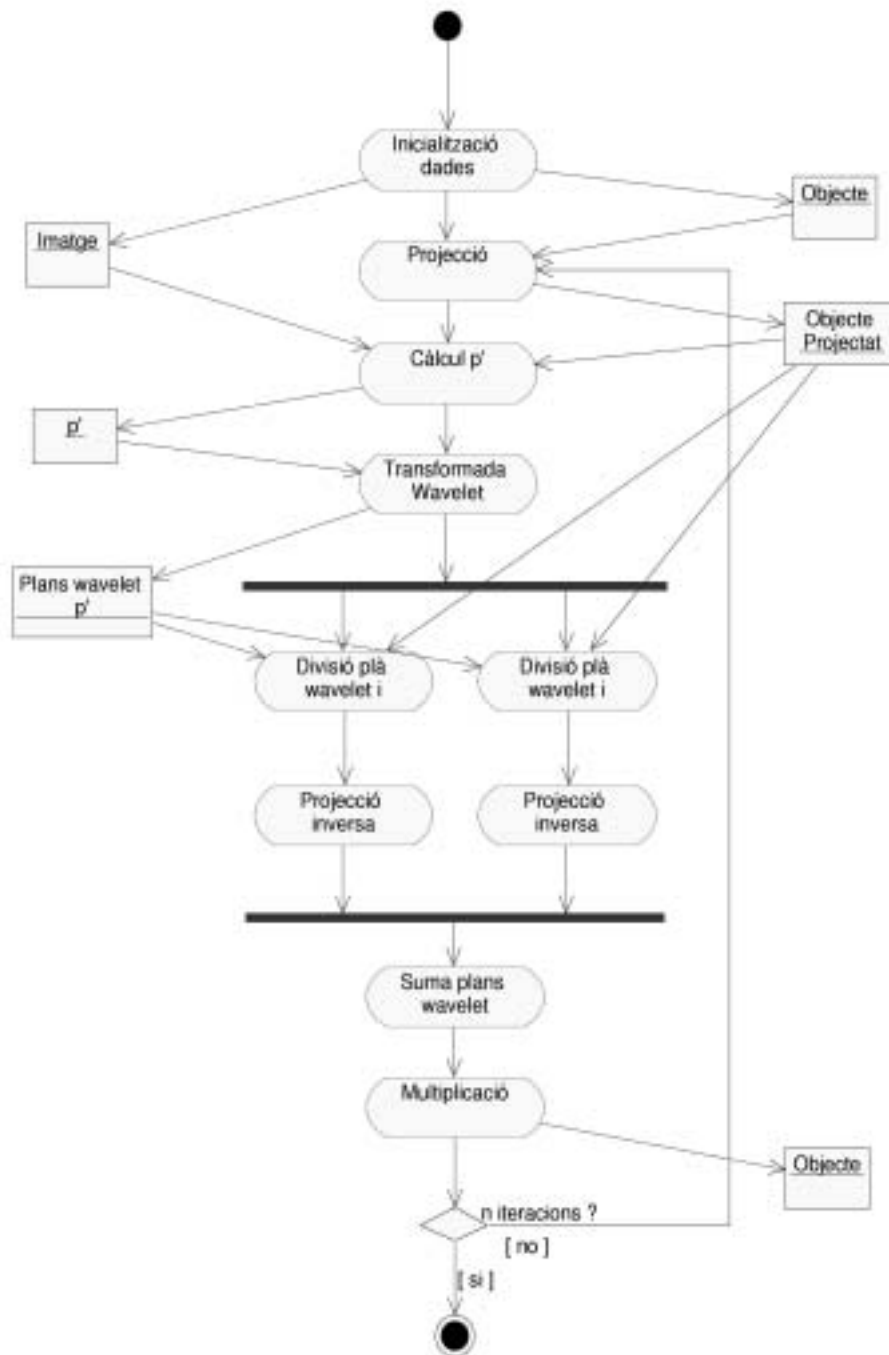 Inicialització
dades
Objecte
Imatge
Projecció
Objecte
Projectat
Càlcul p'
p'
Transformada
Wavelet
Plans wavelet
p'
Divisió plà
wavelet i
Divisió plà
wavelet i
Projecció
inversa
Projecció
inversa
Suma plans
wavelet
Multiplicació
Objecte
n iteracions ?
[ no ]
[ si ]